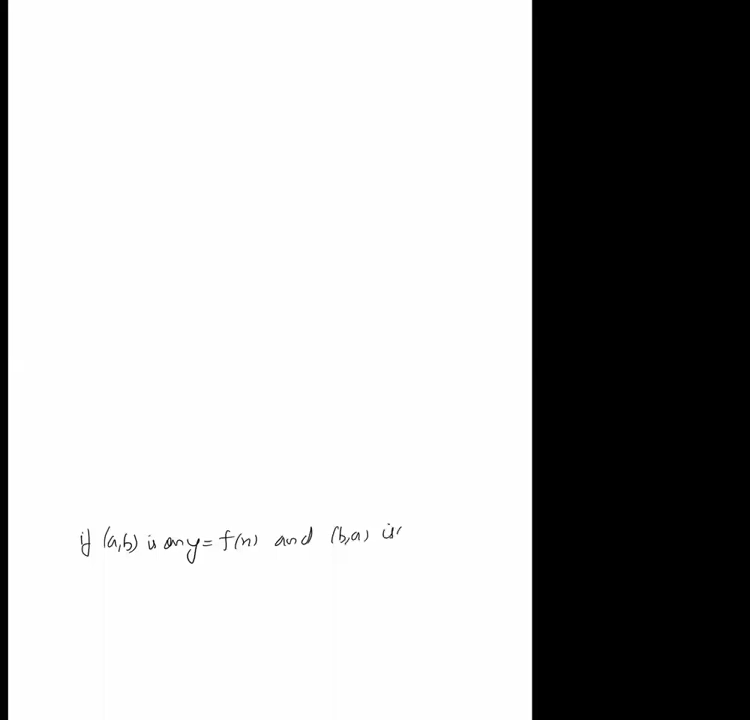 if (a,b) is on y = f(x) and (b,a) is